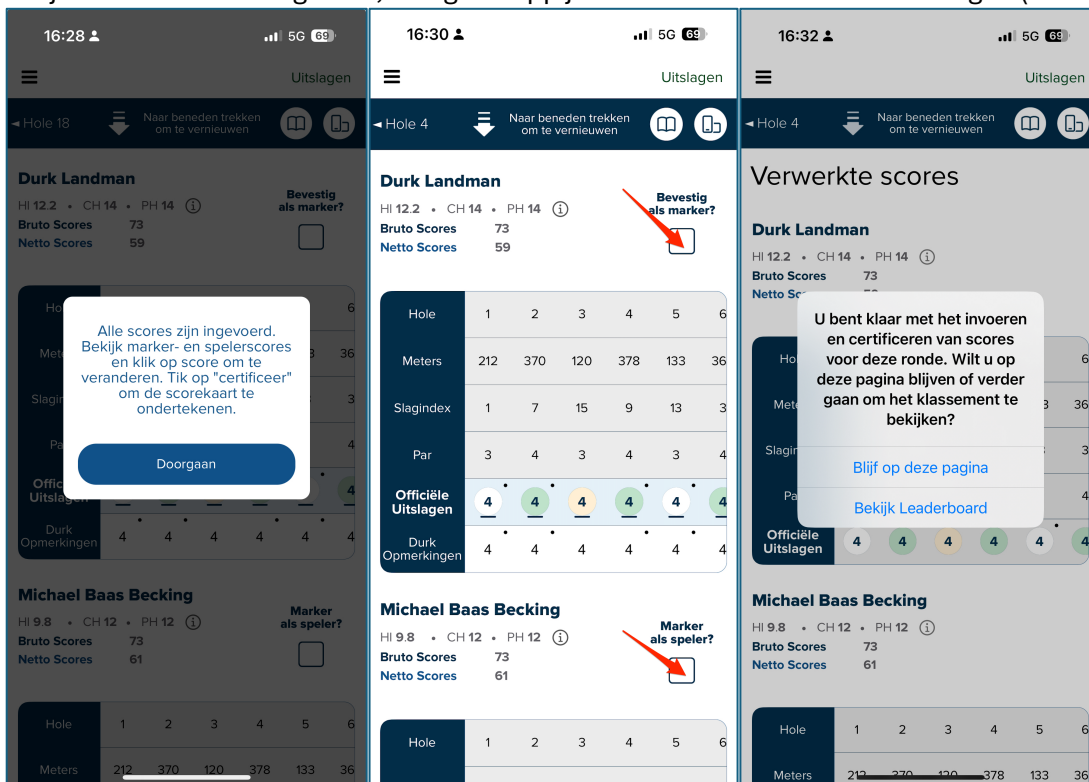 16:28
5G 69
Uitslagen
◄ Hole 18
Naar beneden trekken
om te vernieuwen
Durk Landman
HI 12.2 • CH 14 • PH 14
Bevestig
als marker?
Bruto Scores 73
Netto Scores 59
Alle scores zijn ingevoerd.
Bekijk marker- en spelerscores
en klik op score om te
veranderen. Tik op "certificeer"
om de scorekaart te
ondertekenen.
Doorgaan
Durk
Opmerkingen 4 4 4 4 4 4
Michael Baas Becking
HI 9.8 • CH 12 • PH 12
Marker
als speler?
Bruto Scores 73
Netto Scores 61
Hole 1 2 3 4 5 6
Meters 212 370 120 378 133 36
16:30
5G 69
Uitslagen
◄ Hole 4
Naar beneden trekken
om te vernieuwen
Durk Landman
HI 12.2 • CH 14 • PH 14
Bevestig
als marker?
Bruto Scores 73
Netto Scores 59
Hole 1 2 3 4 5 6
Meters 212 370 120 378 133 36
Slagindex 1 7 15 9 13 3
Par 3 4 3 4 3 4
Officiële
Uitslagen 4 4 4 4 4 4
Durk
Opmerkingen 4 4 4 4 4 4
Michael Baas Becking
HI 9.8 • CH 12 • PH 12
Marker
als speler?
Bruto Scores 73
Netto Scores 61
Hole 1 2 3 4 5 6
16:32
5G 69
Uitslagen
◄ Hole 4
Naar beneden trekken
om te vernieuwen
Verwerkte scores
Durk Landman
HI 12.2 • CH 14 • PH 14
Bruto Scores 73
U bent klaar met het invoeren
en certificeren van scores
voor deze ronde. Wilt u op
deze pagina blijven of verder
gaan om het klassement te
bekijken?
Blijf op deze pagina
Bekijk Leaderboard
Officiële
Uitslagen 4 4 4 4 4 4
Michael Baas Becking
HI 9.8 • CH 12 • PH 12
Bruto Scores 73
Netto Scores 61
Hole 1 2 3 4 5 6
Meters 212 370 120 378 133 36